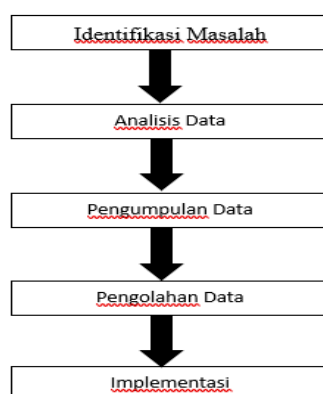 Identifikasi Masalah
Analisis Data
Pengumpulan Data
Pengolahan Data
Implementasi